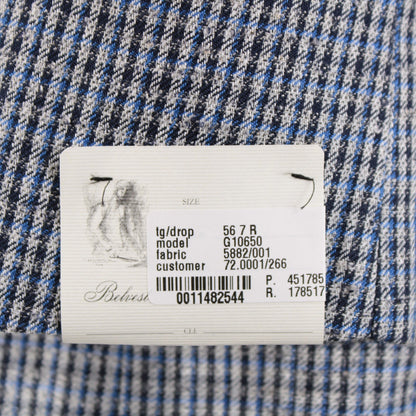 SIZE
tg/drop 56 7 R
model G10650
fabric 5882/001
customer 72.0001/266
P. 451785
R. 178517
0011482544